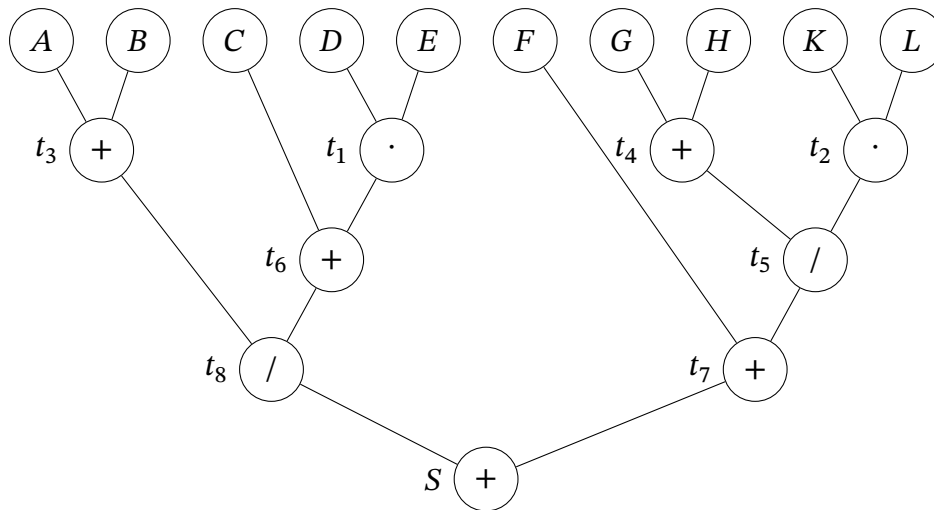 A B C D E F G H K L
t₃ + t₁ · t₄ + t₂ ·
t₆ + t₅ /
t₈ / t₇ +
S +